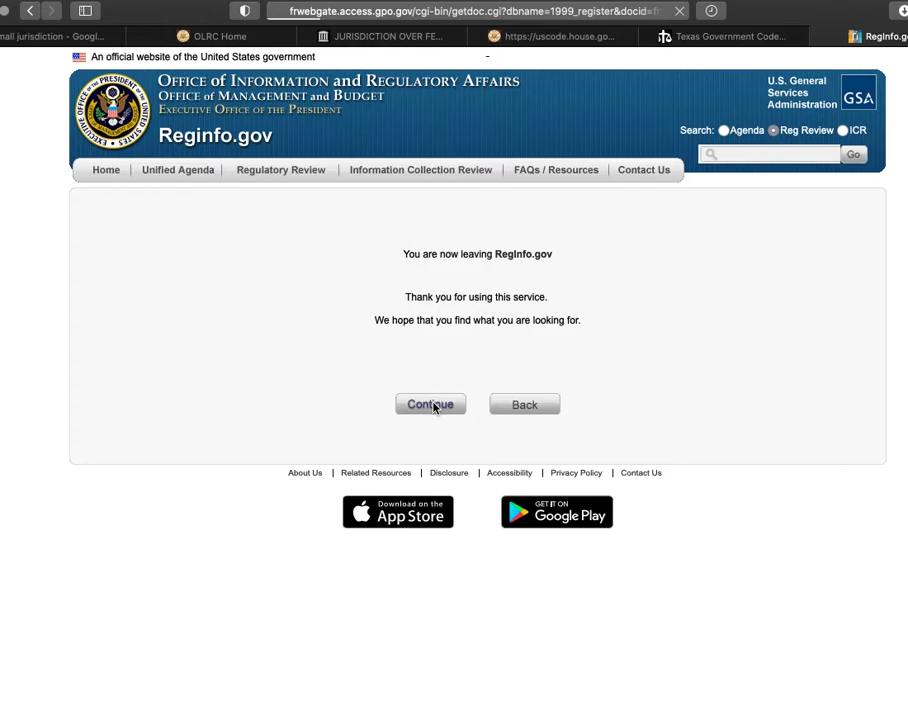 frwebgate.access.gpo.gov/cgi-bin/getdoc.cgi?dbname=1999_register&docid=f
mall jurisdiction - Googl...
OLRC Home
JURISDICTION OVER FE...
https://uscode.house.go...
Texas Government Code...
RegInfo.go
An official website of the United States government
OFFICE OF INFORMATION AND REGULATORY AFFAIRS
OFFICE OF MANAGEMENT AND BUDGET
EXECUTIVE OFFICE OF THE PRESIDENT
Reginfo.gov
U.S. General
Services
Administration
GSA
Search: Agenda Reg Review ICR
Go
Home
Unified Agenda
Regulatory Review
Information Collection Review
FAQs / Resources
Contact Us
You are now leaving RegInfo.gov
Thank you for using this service.
We hope that you find what you are looking for.
Continue
Back
About Us | Related Resources | Disclosure | Accessibility | Privacy Policy | Contact Us
Download on the
App Store
GET IT ON
Google Play